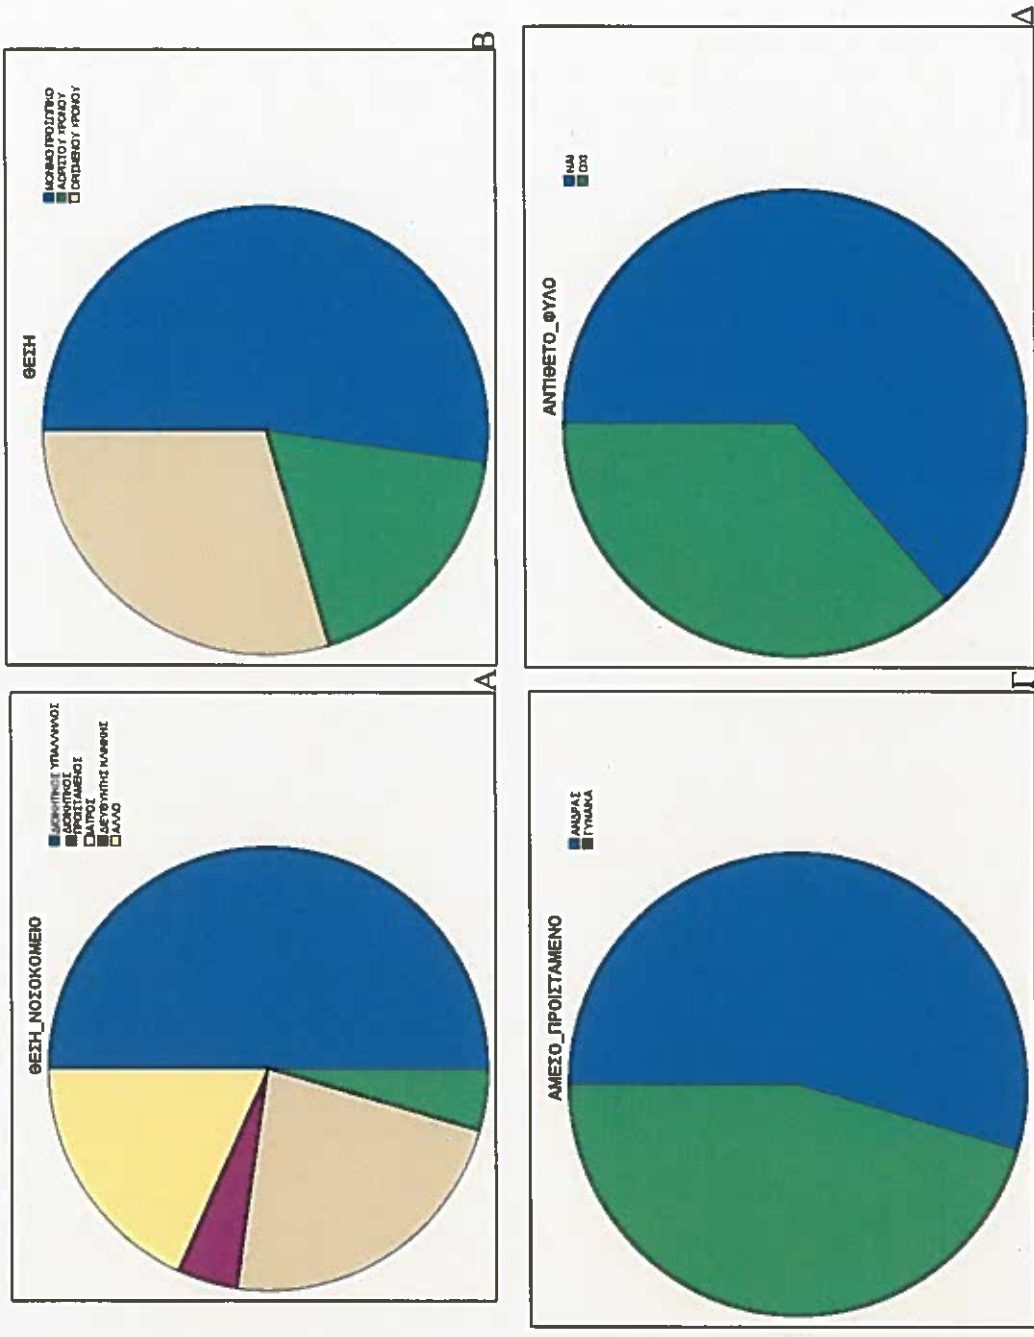 ΘΕΣΗ_ΝΟΣΟΚΟΜΕΙΟ
ΔΙΟΙΚΗΤΙΚΟΣ ΥΠΑΛΛΗΛΟΣ
ΔΙΟΙΚΗΤΙΚΟΣ
ΠΡΟΙΣΤΑΜΕΝΟΣ
ΙΑΤΡΟΣ
ΔΙΕΥΘΥΝΤΗΣ ΚΛΙΝΙΚΗΣ
ΑΛΛΟ
Α
ΘΕΣΗ
ΜΟΝΙΜΟ ΠΡΟΣΩΠΙΚΟ
ΑΟΡΙΣΤΟΥ ΧΡΟΝΟΥ
ΟΡΙΣΜΕΝΟΥ ΧΡΟΝΟΥ
Β
ΑΜΕΣΟ_ΠΡΟΙΣΤΑΜΕΝΟ
ΑΝΔΡΑΣ
ΓΥΝΑΙΚΑ
Γ
ΑΝΤΙΘΕΤΟ_ΦΥΛΟ
ΝΑΙ
ΟΧΙ
Δ